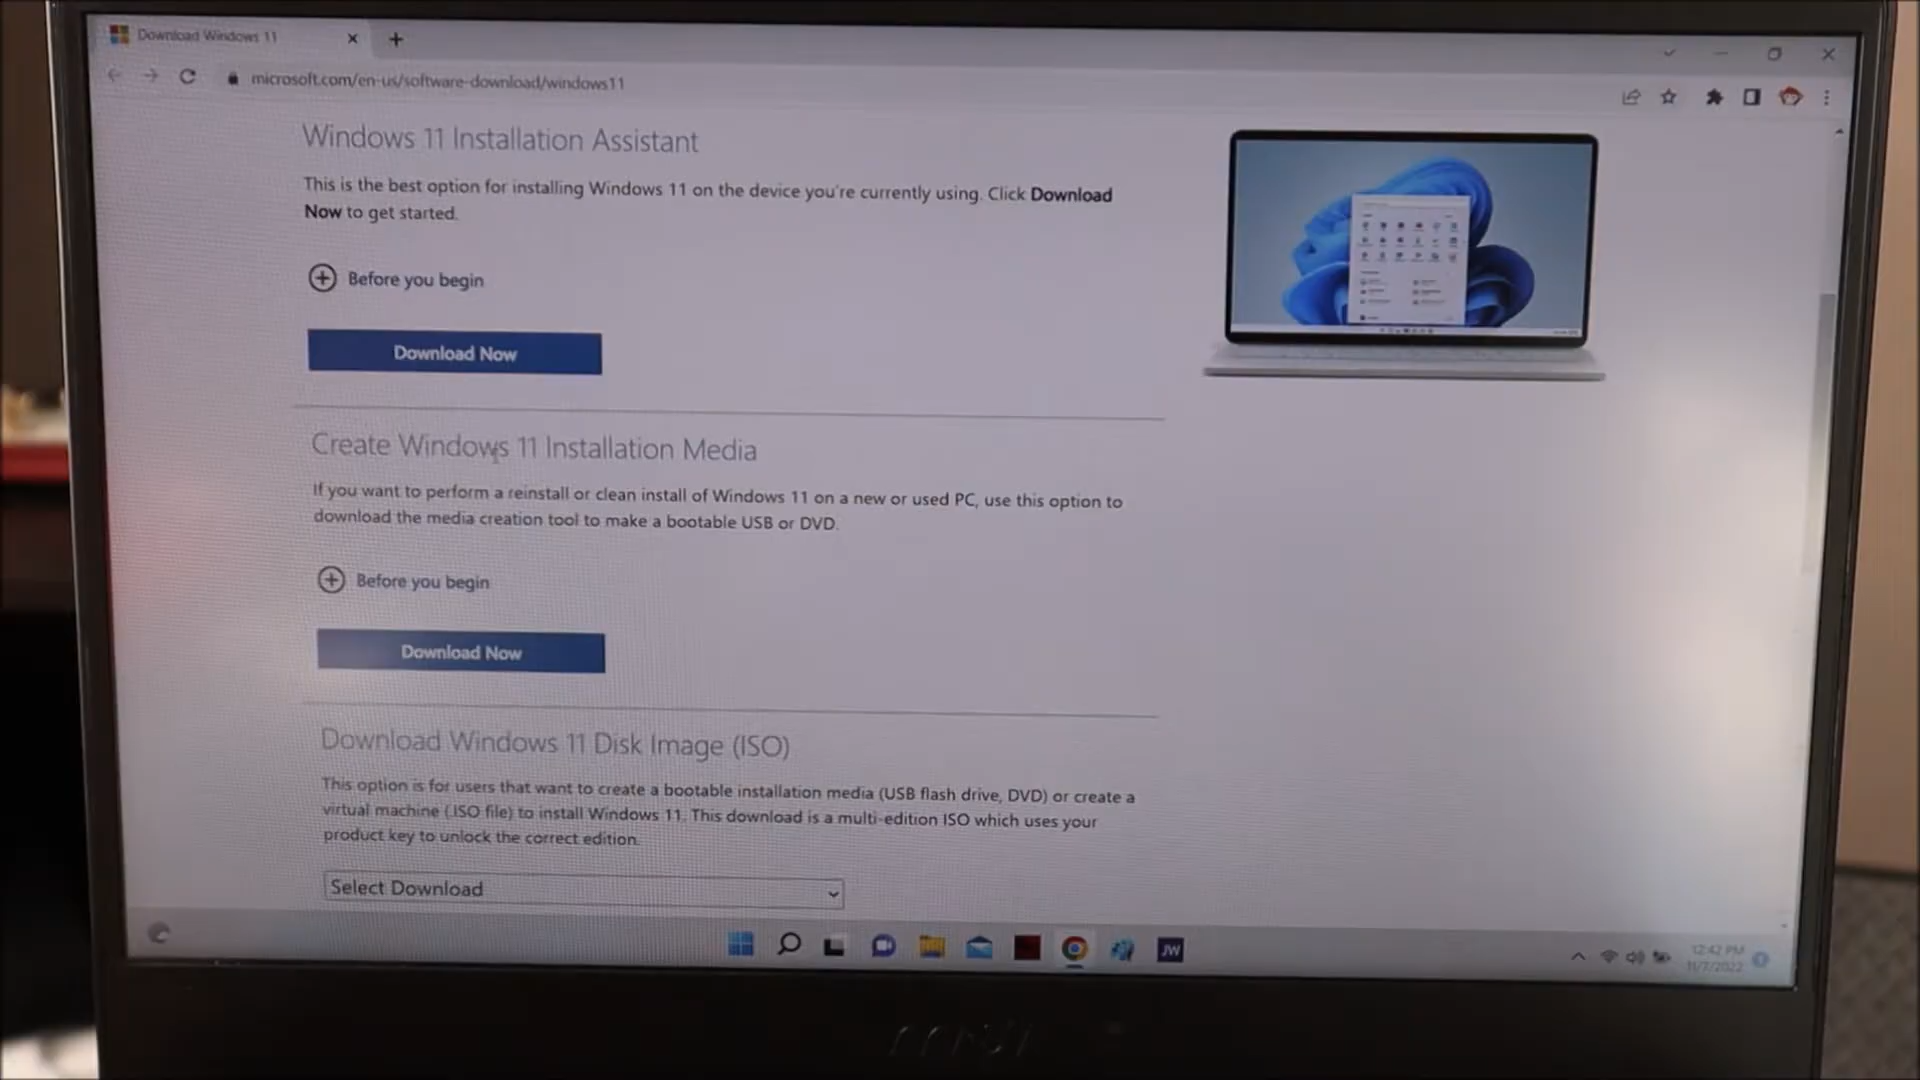 Download Windows 11
microsoft.com/en-us/software-download/windows11
Windows 11 Installation Assistant
This is the best option for installing Windows 11 on the device you're currently using. Click Download
Now to get started.
Before you begin
Download Now
Create Windows 11 Installation Media
If you want to perform a reinstall or clean install of Windows 11 on a new or used PC, use this option to
download the media creation tool to make a bootable USB or DVD.
Before you begin
Download Now
Download Windows 11 Disk Image (ISO)
This option is for users that want to create a bootable installation media (USB flash drive, DVD) or create a
virtual machine (.ISO file) to install Windows 11. This download is a multi-edition ISO which uses your
product key to unlock the correct edition.
Select Download
JW
12:42 PM
11/7/2022